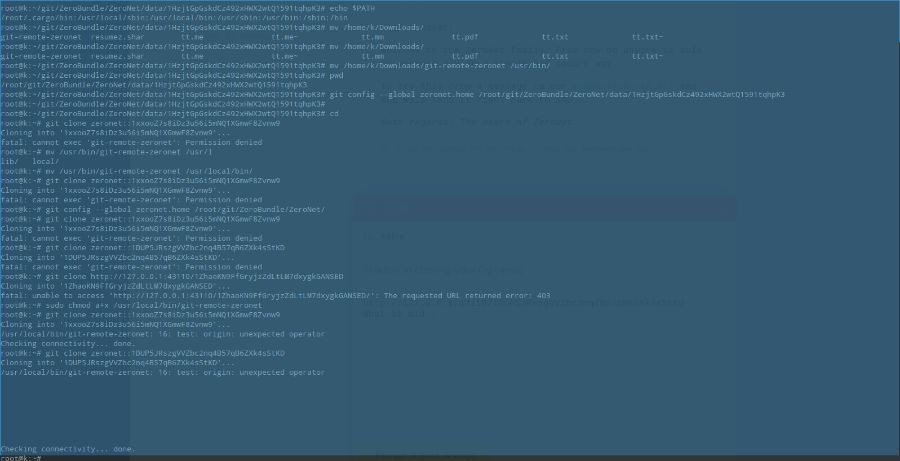 root@k:~/git/ZeroBundle/ZeroNet/data/1HzjtGpGskdCz492xHWX2wtQ1591tqhpK3# echo $PATH
/root/.cargo/bin:/usr/local/sbin:/usr/local/bin:/usr/sbin:/usr/bin:/sbin:/bin
root@k:~/git/ZeroBundle/ZeroNet/data/1HzjtGpGskdCz492xHWX2wtQ1591tqhpK3# mv /home/k/Downloads/
git-remote-zeronet resumez.shar tt.me tt.me~ tt.mm tt.pdf tt.txt tt.txt~
root@k:~/git/ZeroBundle/ZeroNet/data/1HzjtGpGskdCz492xHWX2wtQ1591tqhpK3# mv /home/k/Downloads/
git-remote-zeronet resumez.shar tt.me tt.me~ tt.mm tt.pdf tt.txt tt.txt~
root@k:~/git/ZeroBundle/ZeroNet/data/1HzjtGpGskdCz492xHWX2wtQ1591tqhpK3# mv /home/k/Downloads/git-remote-zeronet /usr/bin/
root@k:~/git/ZeroBundle/ZeroNet/data/1HzjtGpGskdCz492xHWX2wtQ1591tqhpK3# pwd
/root/git/ZeroBundle/ZeroNet/data/1HzjtGpGskdCz492xHWX2wtQ1591tqhpK3
root@k:~/git/ZeroBundle/ZeroNet/data/1HzjtGpGskdCz492xHWX2wtQ1591tqhpK3# git config --global zeronet.home /root/git/ZeroBundle/ZeroNet/data/1HzjtGpGskdCz492xHWX2wtQ1591tqhpK3
root@k:~/git/ZeroBundle/ZeroNet/data/1HzjtGpGskdCz492xHWX2wtQ1591tqhpK3#
root@k:~/git/ZeroBundle/ZeroNet/data/1HzjtGpGskdCz492xHWX2wtQ1591tqhpK3# cd
root@k:~# git clone zeronet::1xxooZ7s8iDz3u56i5mNQ1XGmwF8Zvnw9
Cloning into '1xxooZ7s8iDz3u56i5mNQ1XGmwF8Zvnw9'...
fatal: cannot exec 'git-remote-zeronet': Permission denied
root@k:~# mv /usr/bin/git-remote-zeronet /usr/l
lib/ local/
root@k:~# mv /usr/bin/git-remote-zeronet /usr/local/bin/
root@k:~# git clone zeronet::1xxooZ7s8iDz3u56i5mNQ1XGmwF8Zvnw9
Cloning into '1xxooZ7s8iDz3u56i5mNQ1XGmwF8Zvnw9'...
fatal: cannot exec 'git-remote-zeronet': Permission denied
root@k:~# git config --global zeronet.home /root/git/ZeroBundle/ZeroNet/
root@k:~# git clone zeronet::1xxooZ7s8iDz3u56i5mNQ1XGmwF8Zvnw9
Cloning into '1xxooZ7s8iDz3u56i5mNQ1XGmwF8Zvnw9'...
fatal: cannot exec 'git-remote-zeronet': Permission denied
root@k:~# git clone zeronet::1DUP5JRszgVVZbc2nq4B57qB6ZXk4sStKD
Cloning into '1DUP5JRszgVVZbc2nq4B57qB6ZXk4sStKD'...
fatal: cannot exec 'git-remote-zeronet': Permission denied
root@k:~# git clone http://127.0.0.1:43110/1ZhaoKN9FfGryjzZdLtLM7dxygkGANSED
Cloning into '1ZhaoKN9FfGryjzZdLtLM7dxygkGANSED'...
fatal: unable to access 'http://127.0.0.1:43110/1ZhaoKN9FfGryjzZdLtLM7dxygkGANSED/': The requested URL returned error: 403
root@k:~# sudo chmod a+x /usr/local/bin/git-remote-zeronet
root@k:~# git clone zeronet::1xxooZ7s8iDz3u56i5mNQ1XGmwF8Zvnw9
Cloning into '1xxooZ7s8iDz3u56i5mNQ1XGmwF8Zvnw9'...
/usr/local/bin/git-remote-zeronet: 16: test: origin: unexpected operator
Checking connectivity... done.
root@k:~# git clone zeronet::1DUP5JRszgVVZbc2nq4B57qB6ZXk4sStKD
Cloning into '1DUP5JRszgVVZbc2nq4B57qB6ZXk4sStKD'...
/usr/local/bin/git-remote-zeronet: 16: test: origin: unexpected operator
Checking connectivity... done.
root@k:~#